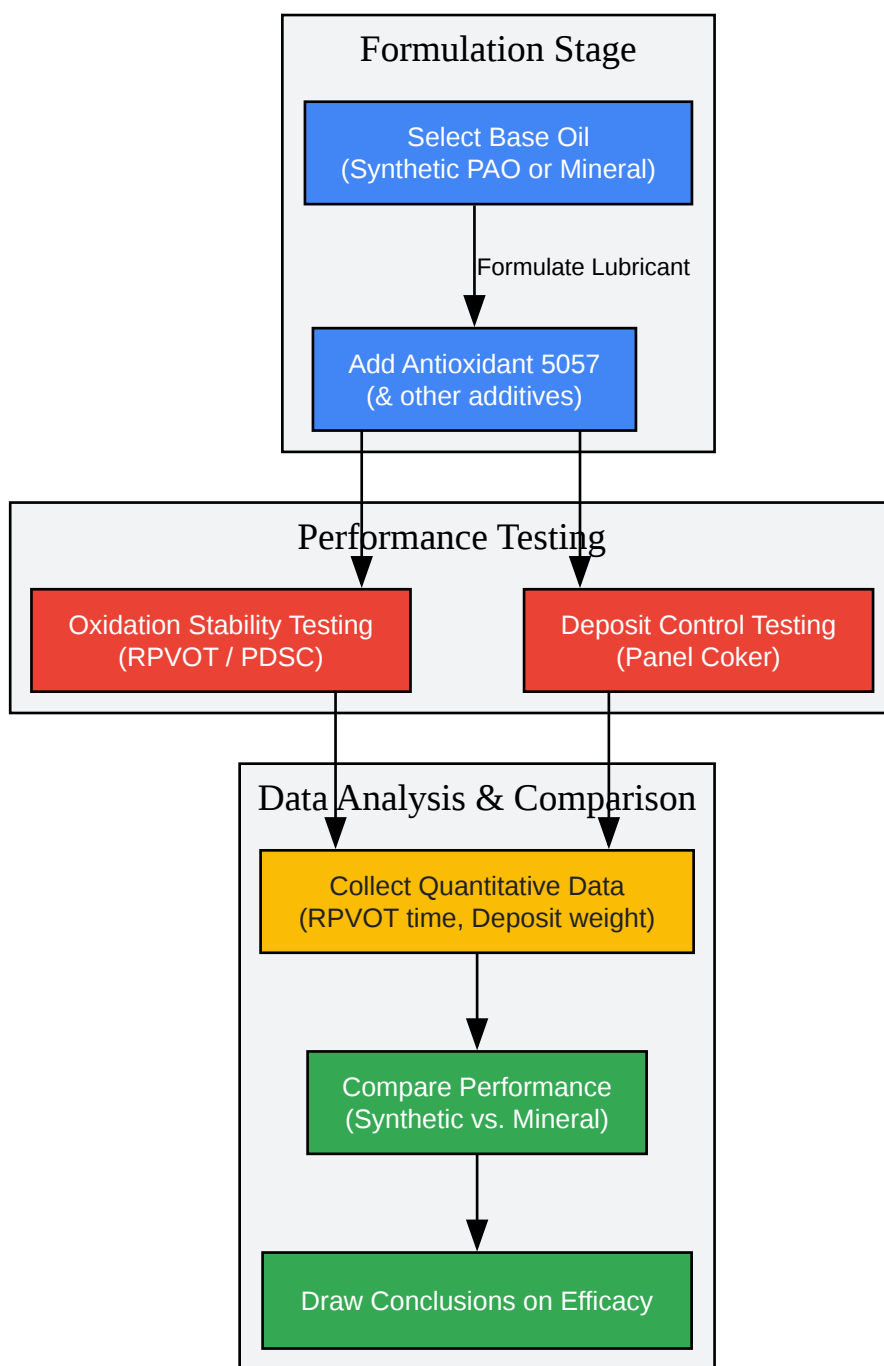 Formulation Stage
Select Base Oil
(Synthetic PAO or Mineral)
Formulate Lubricant
Add Antioxidant 5057
(& other additives)
Performance Testing
Oxidation Stability Testing
(RPVOT / PDSC)
Deposit Control Testing
(Panel Coker)
Data Analysis & Comparison
Collect Quantitative Data
(RPVOT time, Deposit weight)
Compare Performance
(Synthetic vs. Mineral)
Draw Conclusions on Efficacy